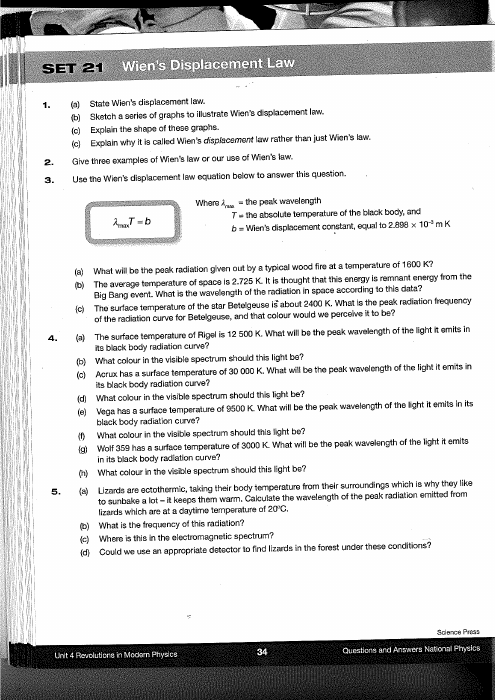 SET 21 Wien's Displacement Law
1. (a) State Wien's displacement law.
(b) Sketch a series of graphs to illustrate Wien's displacement law.
(c) Explain the shape of these graphs.
(c) Explain why it is called Wien's displacement law rather than just Wien's law.
2. Give three examples of Wien's law or our use of Wien's law.
3. Use the Wien's displacement law equation below to answer this question.
λmaxT = b
Where λmax = the peak wavelength
T = the absolute temperature of the black body, and
b = Wien's displacement constant, equal to 2.898 × 10⁻³ m K
(a) What will be the peak radiation given out by a typical wood fire at a temperature of 1600 K?
(b) The average temperature of space is 2.725 K. It is thought that this energy is remnant energy from the
Big Bang event. What is the wavelength of the radiation in space according to this data?
(c) The surface temperature of the star Betelgeuse is about 2400 K. What is the peak radiation frequency
of the radiation curve for Betelgeuse, and that colour would we perceive it to be?
4. (a) The surface temperature of Rigel is 12 500 K. What will be the peak wavelength of the light it emits in
its black body radiation curve?
(b) What colour in the visible spectrum should this light be?
(c) Acrux has a surface temperature of 30 000 K. What will be the peak wavelength of the light it emits in
its black body radiation curve?
(d) What colour in the visible spectrum should this light be?
(e) Vega has a surface temperature of 9500 K. What will be the peak wavelength of the light it emits in its
black body radiation curve?
(f) What colour in the visible spectrum should this light be?
(g) Wolf 359 has a surface temperature of 3000 K. What will be the peak wavelength of the light it emits
in its black body radiation curve?
(h) What colour in the visible spectrum should this light be?
5. (a) Lizards are ectothermic, taking their body temperature from their surroundings which is why they like
to sunbake a lot – it keeps them warm. Calculate the wavelength of the peak radiation emitted from
lizards which are at a daytime temperature of 20°C.
(b) What is the frequency of this radiation?
(c) Where is this in the electromagnetic spectrum?
(d) Could we use an appropriate detector to find lizards in the forest under these conditions?
Science Press
Unit 4 Revolutions in Modern Physics 34 Questions and Answers National Physics